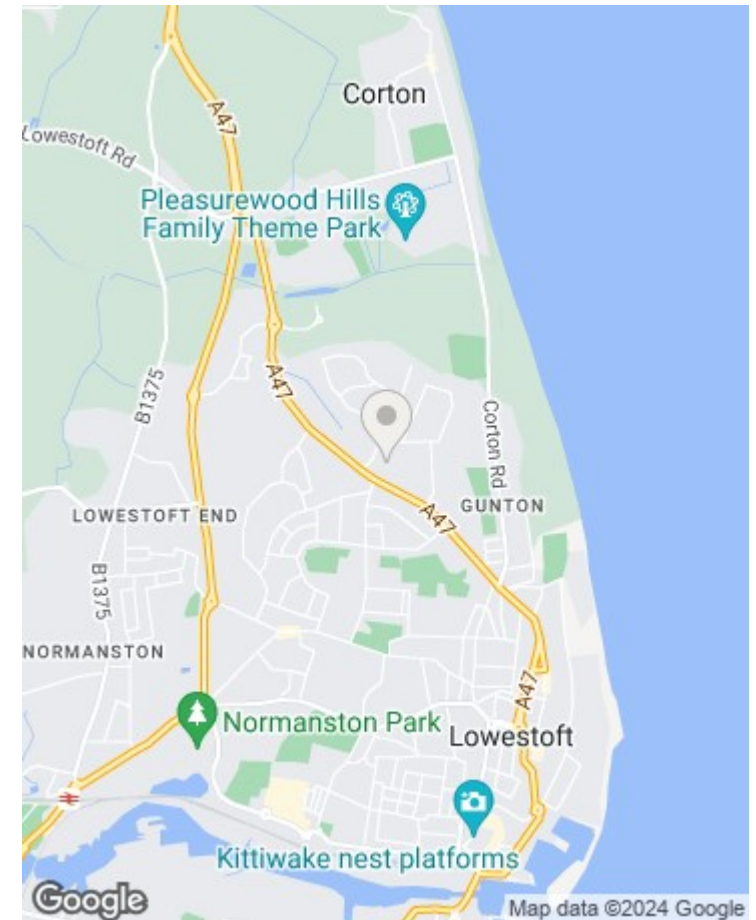 Corton
A47
Lowestoft Rd
Pleasurewood Hills
Family Theme Park
A47
B1375
Corton Rd
LOWESTOFT END
GUNTON
A47
B1375
NORMANSTON
A47
Normanston Park
Lowestoft
Kittiwake nest platforms
Google
Map data ©2024 Google